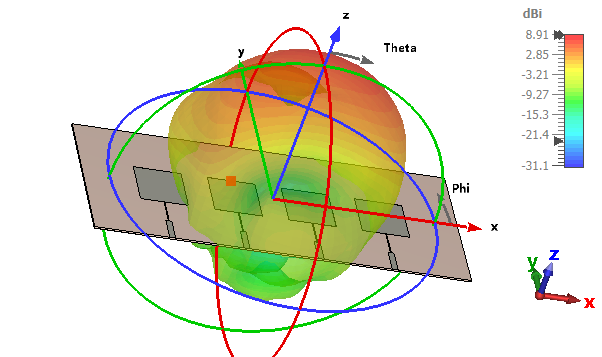 dBi
8.91
2.85
-3.21
-9.27
-15.3
-21.4
-31.1
z
Theta
y
Phi
x
y
z
x